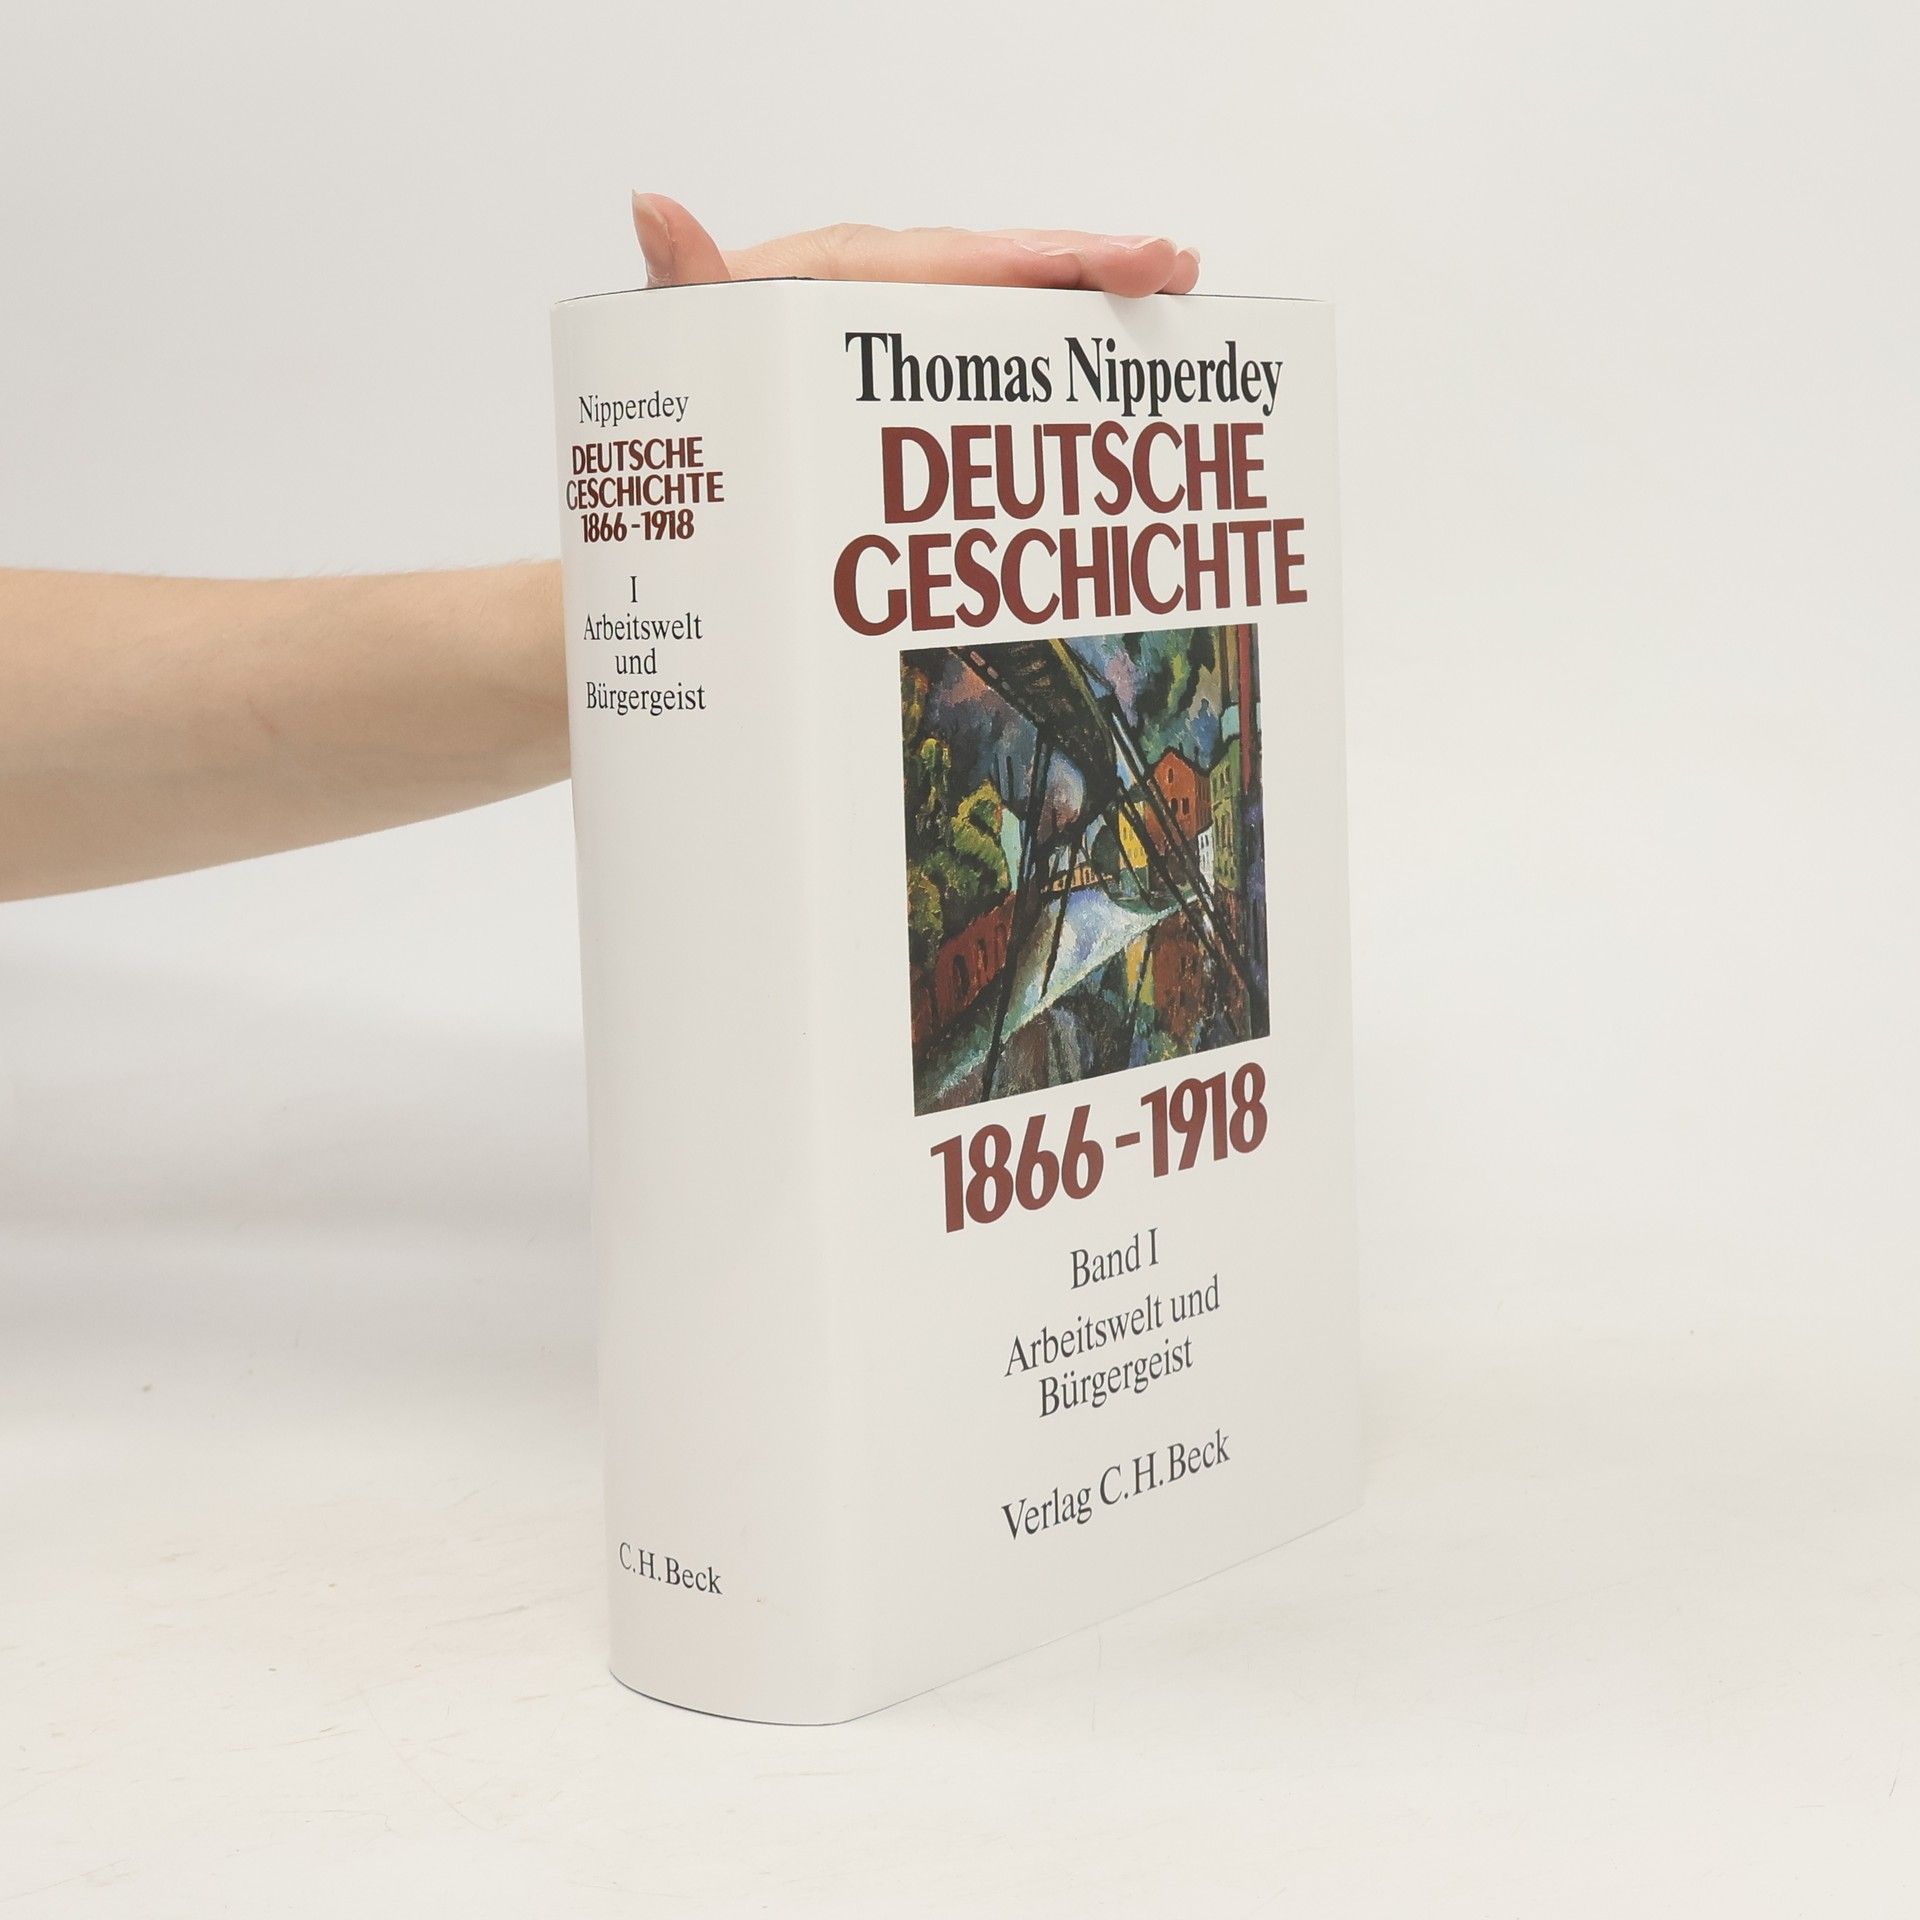 Nipperdey
DEUTSCHE
GESCHICHTE
1866-1918
I
Arbeitswelt
und
Bürgergeist
C.H.Beck
Thomas Nipperdey
DEUTSCHE
GESCHICHTE
1866-1918
Band I
Arbeitswelt und
Bürgergeist
Verlag C.H.Beck